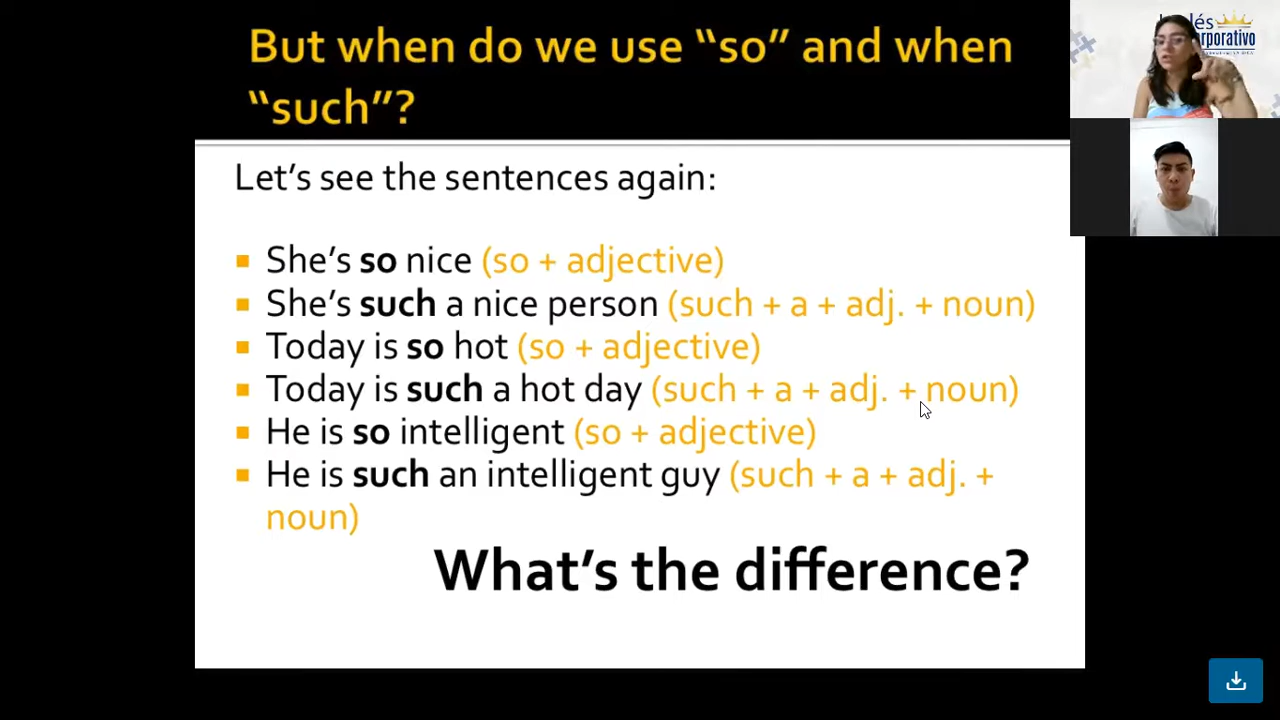 But when do we use “so” and when
“such”?
Let’s see the sentences again:
She’s so nice (so + adjective)
She’s such a nice person (such + a + adj. + noun)
Today is so hot (so + adjective)
Today is such a hot day (such + a + adj. + noun)
He is so intelligent (so + adjective)
He is such an intelligent guy (such + a + adj. +
noun)
What’s the difference?